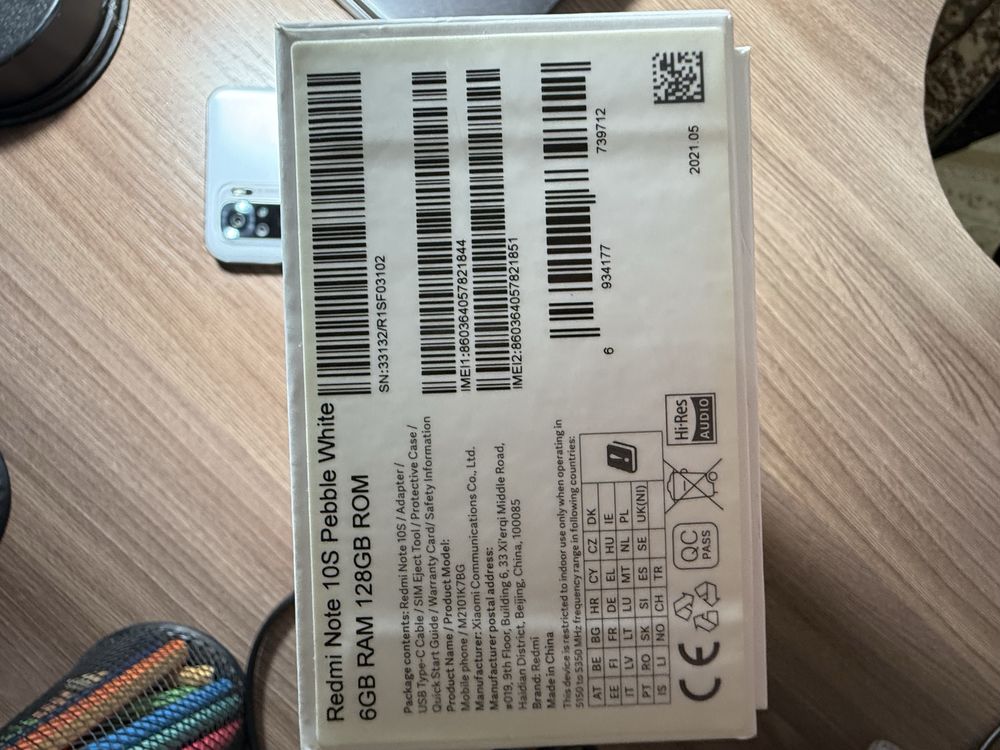 Redmi Note 10S Pebble White
6GB RAM 128GB ROM
Package contents: Redmi Note 10S / Adapter /
USB Type-C Cable / SIM Eject Tool / Protective Case /
Quick Start Guide / Warranty Card / Safety Information
Product Name / Product Model:
Mobile phone / M2101K7BG
Manufacturer: Xiaomi Communications Co., Ltd.
Manufacturer postal address:
#019, 9th Floor, Building 6, 33 Xi'erqi Middle Road,
Haidian District, Beijing, China, 100085
Brand: Redmi
Made in China
This device is restricted to indoor use only when operating in
5150 to 5350 MHz frequency range in following countries:
AT BE BG HR CY CZ DK
EE FI FR DE EL HU IE
IT LV LT LU MT NL PL
PT RO SK SI ES SE UK(NI)
IS LI NO CH TR
CE
QC
PASS
Hi-Res
AUDIO
SN:33132/R1SF03102
IMEI1:860364057821844
IMEI2:860364057821851
6 934177 739712
2021.05